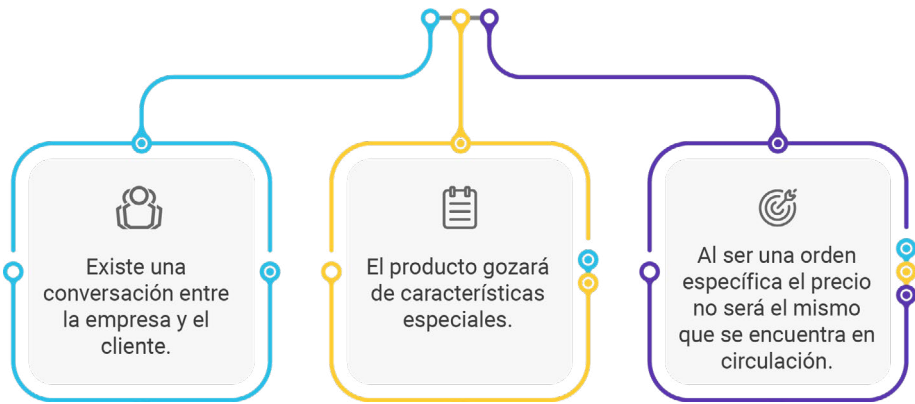 Existe una
conversación entre
la empresa y el
cliente.
El producto gozará
de características
especiales.
Al ser una orden
específica el precio
no será el mismo
que se encuentra en
circulación.